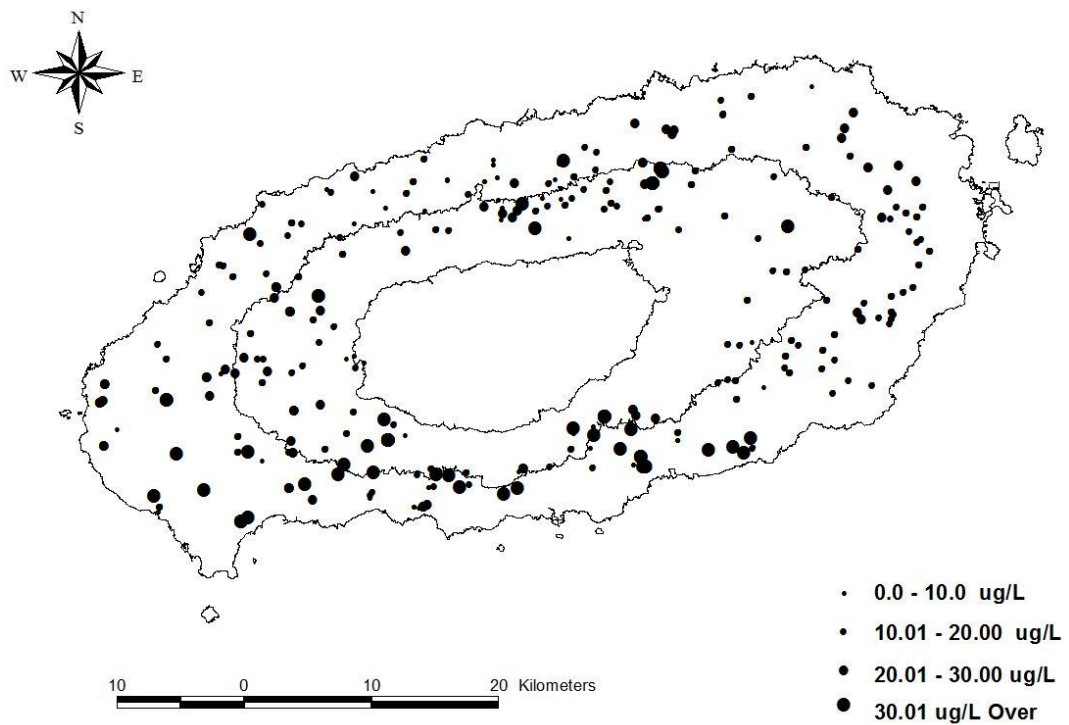 N
W E
S
0.0 - 10.0 ug/L
10.01 - 20.00 ug/L
20.01 - 30.00 ug/L
30.01 ug/L Over
10 0 10 20 Kilometers